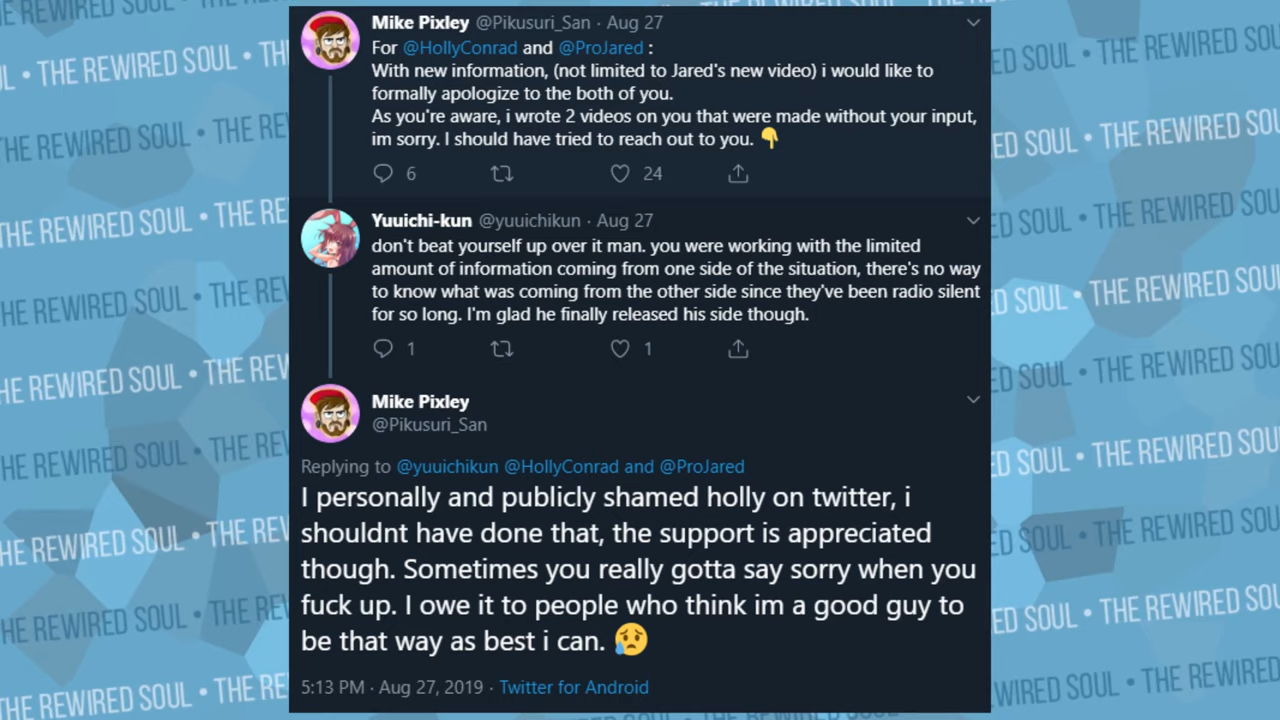 Mike Pixley @Pikusuri_San · Aug 27
For @HollyConrad and @ProJared :
With new information, (not limited to Jared's new video) i would like to
formally apologize to the both of you.
As you're aware, i wrote 2 videos on you that were made without your input,
im sorry. I should have tried to reach out to you. 👇
6 24
Yuuichi-kun @yuuichikun · Aug 27
don't beat yourself up over it man. you were working with the limited
amount of information coming from one side of the situation, there's no way
to know what was coming from the other side since they've been radio silent
for so long. I'm glad he finally released his side though.
1 1
Mike Pixley
@Pikusuri_San
Replying to @yuuichikun @HollyConrad and @ProJared
I personally and publicly shamed holly on twitter, i
shouldnt have done that, the support is appreciated
though. Sometimes you really gotta say sorry when you
fuck up. I owe it to people who think im a good guy to
be that way as best i can. 😥
5:13 PM · Aug 27, 2019 · Twitter for Android
THE REWIRED SOUL • THE REWIRED SOUL